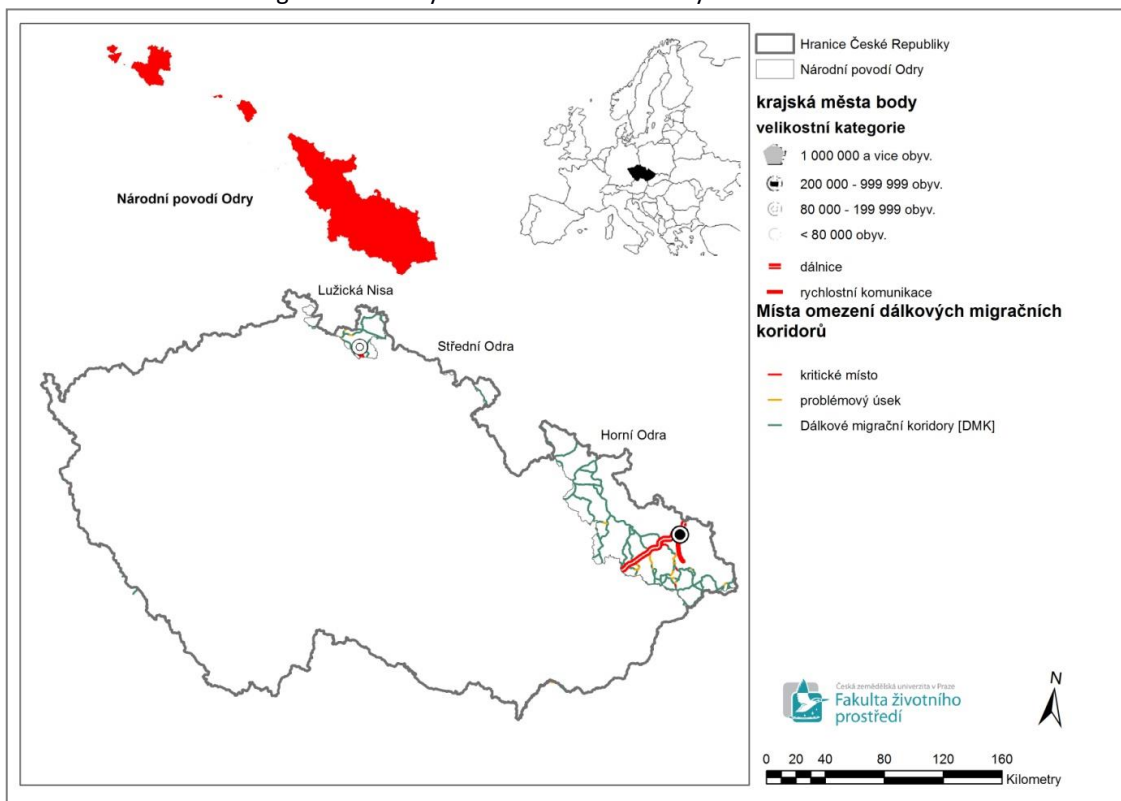 Hranice České Republiky
Národní povodí Odry
krajská města body
velikostní kategorie
1 000 000 a vice obyv.
200 000 - 999 999 obyv.
80 000 - 199 999 obyv.
< 80 000 obyv.
dálnice
rychlostní komunikace
Místa omezení dálkových migračních
koridorů
kritické místo
problémový úsek
Dálkové migrační koridory [DMK]
Národní povodí Odry
Lužická Nisa
Střední Odra
Horní Odra
Česká zemědělská univerzita v Praze
Fakulta životního
prostředí
N
0 20 40 80 120 160
Kilometry